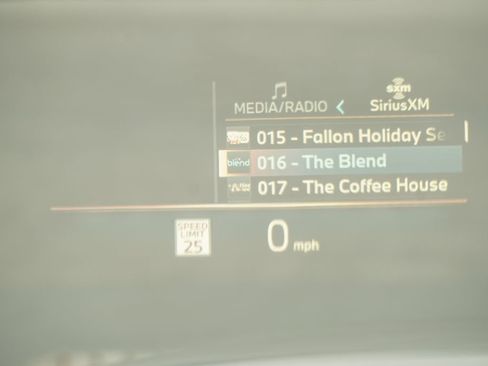 sxm
MEDIA/RADIO < SiriusXM
015 - Fallon Holiday Se
blend 016 - The Blend
017 - The Coffee House
SPEED
LIMIT
25
0 mph